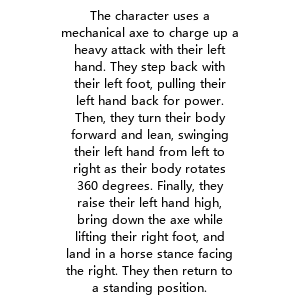 The character uses a
mechanical axe to charge up a
heavy attack with their left
hand. They step back with
their left foot, pulling their
left hand back for power.
Then, they turn their body
forward and lean, swinging
their left hand from left to
right as their body rotates
360 degrees. Finally, they
raise their left hand high,
bring down the axe while
lifting their right foot, and
land in a horse stance facing
the right. They then return to
a standing position.